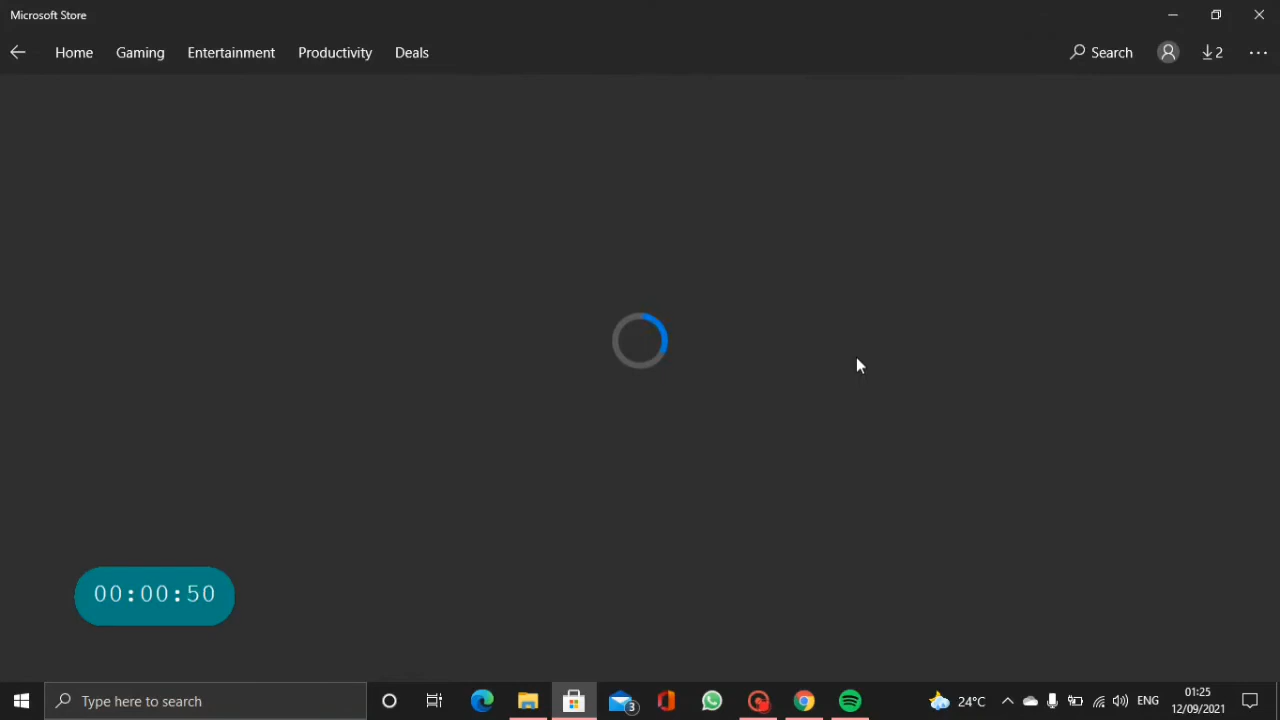 Microsoft Store
Home Gaming Entertainment Productivity Deals Search 2
00:00:50
Type here to search 3 24°C ENG 01:25
12/09/2021